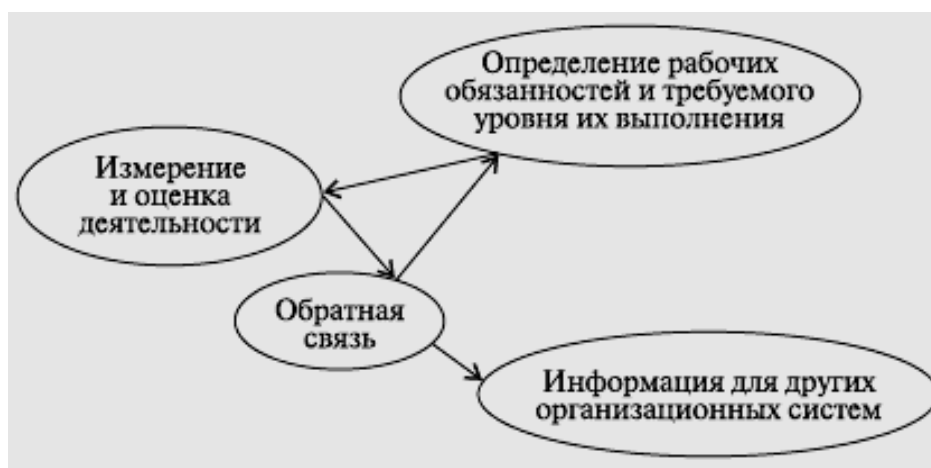 Определение рабочих
обязанностей и требуемого
уровня их выполнения
Измерение
и оценка
деятельности
Обратная
связь
Информация для других
организационных систем